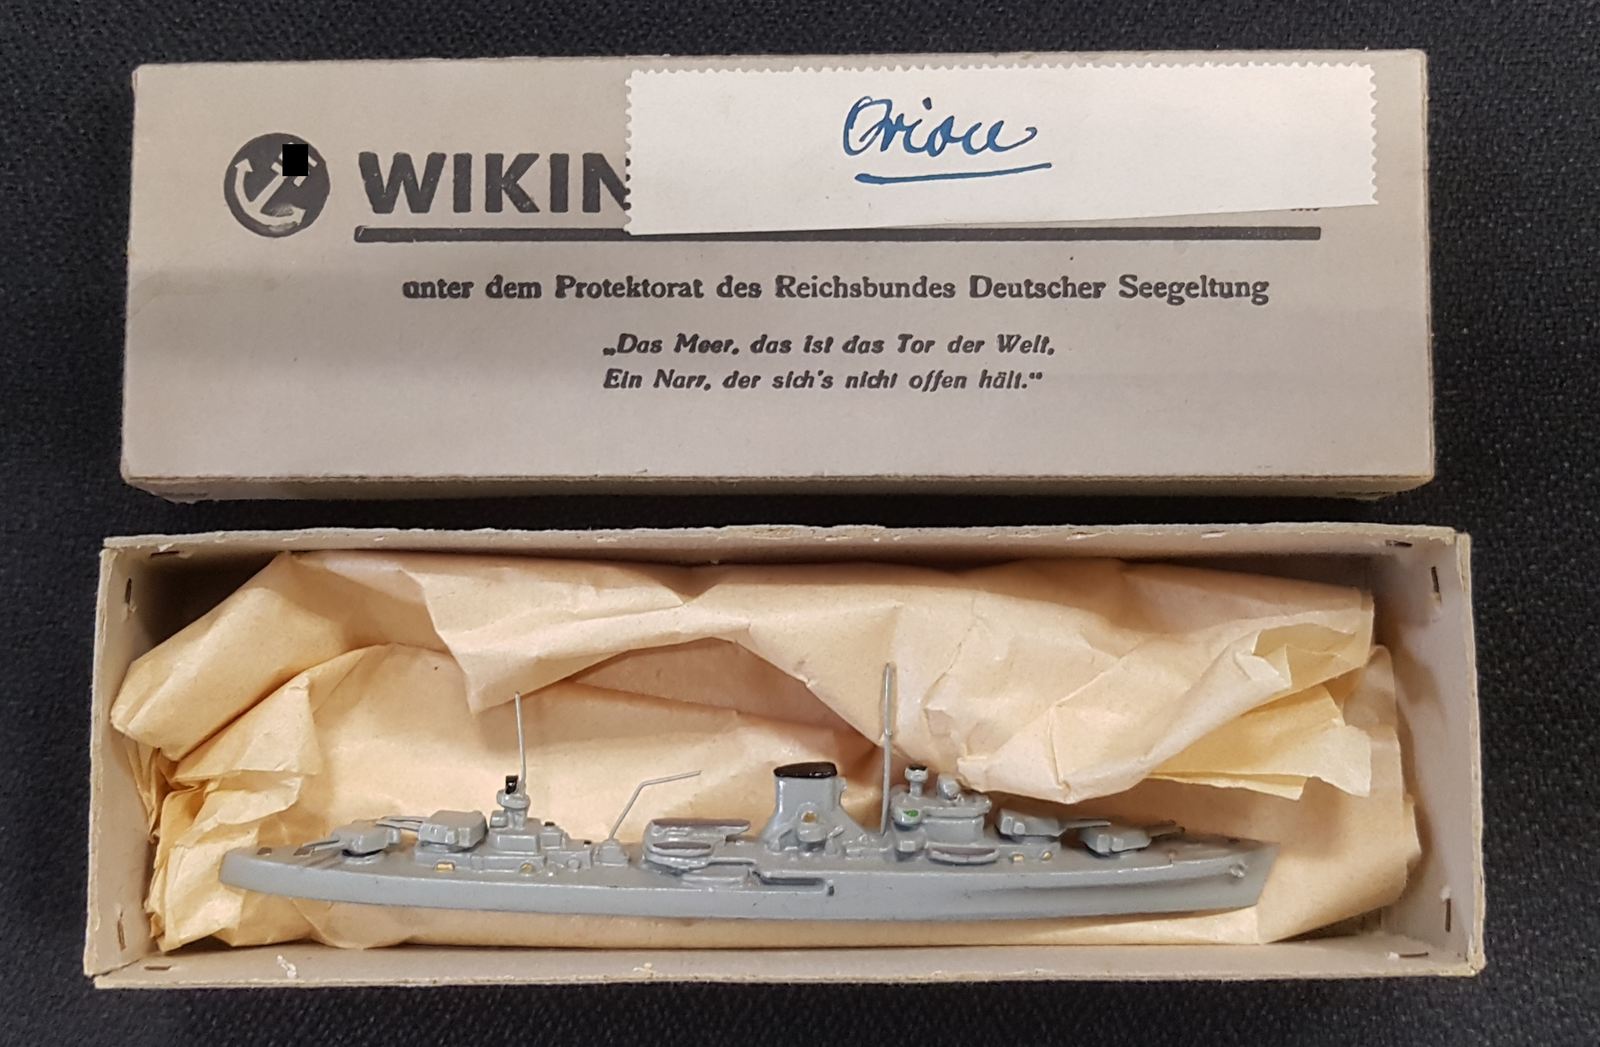 Orion
WIKIN
unter dem Protektorat des Reichsbundes Deutscher Seegeltung
„Das Meer, das ist das Tor der Welt,
Ein Narr, der sich's nicht offen hält.“